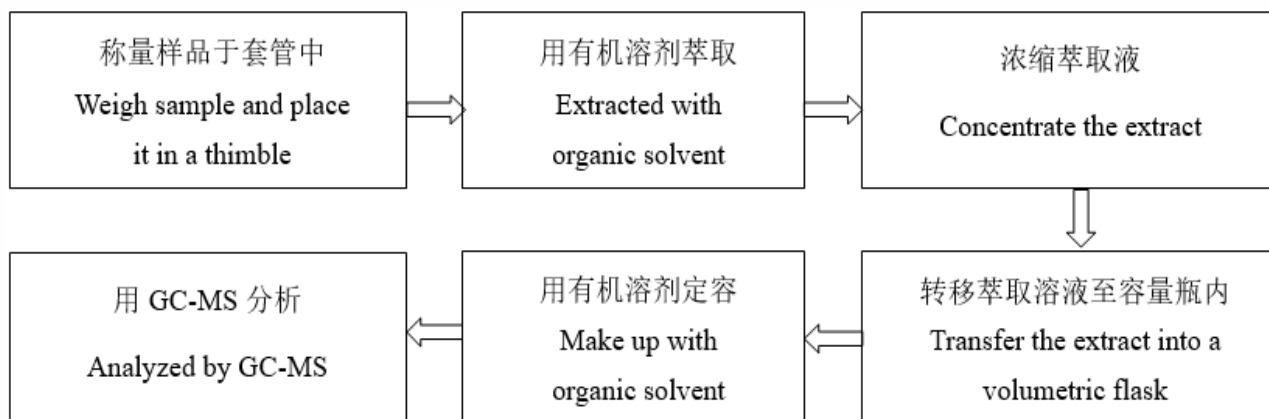 称量样品于套管中
Weigh sample and place
it in a thimble
用有机溶剂萃取
Extracted with
organic solvent
浓缩萃取液
Concentrate the extract
转移萃取溶液至容量瓶内
Transfer the extract into a
volumetric flask
用有机溶剂定容
Make up with
organic solvent
用 GC-MS 分析
Analyzed by GC-MS